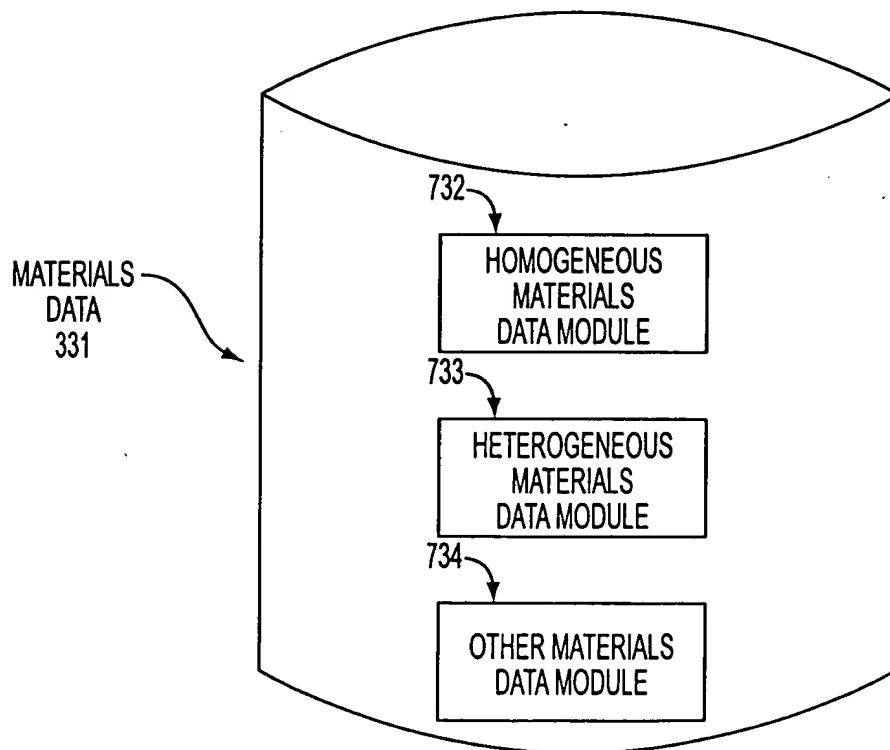 732
HOMOGENEOUS
MATERIALS
DATA MODULE
MATERIALS
DATA
331
733
HETEROGENEOUS
MATERIALS
DATA MODULE
734
OTHER MATERIALS
DATA MODULE